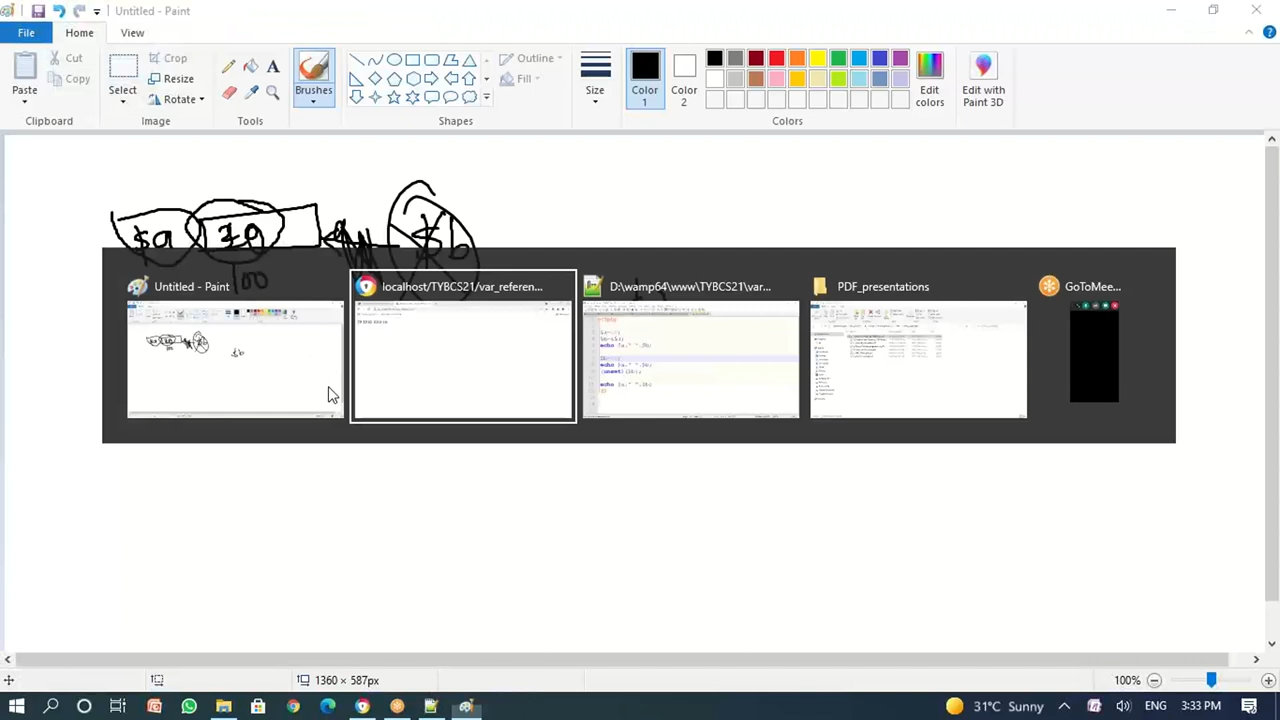 Untitled - Paint
File
Home
View
Paste
Cut
Copy
Clipboard
Select
Crop
Resize
Rotate
Image
A
Tools
Brushes
Outline
Fill
Shapes
Size
Color 1
Color 2
Edit colors
Colors
Edit with Paint 3D
$a
$b
100
Untitled - Paint
localhost/TYBCS21/var_referen...
D:\wamp64\www\TYBCS21\var...
PDF_presentations
GoToMee...
1360 × 587px
100%
31°C Sunny
ENG
3:33 PM